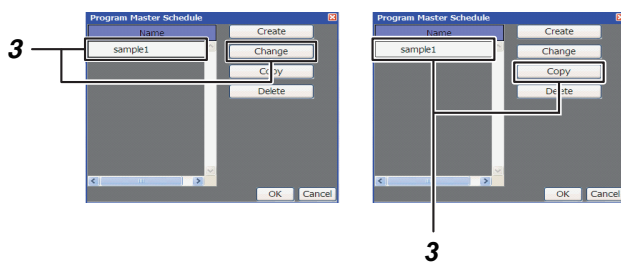 Program Master Schedule
Name
Create
3
sample1
Change
Copy
Delete
OK
Cancel
Program Master Schedule
Name
Create
sample1
Change
Copy
Delete
OK
Cancel
3